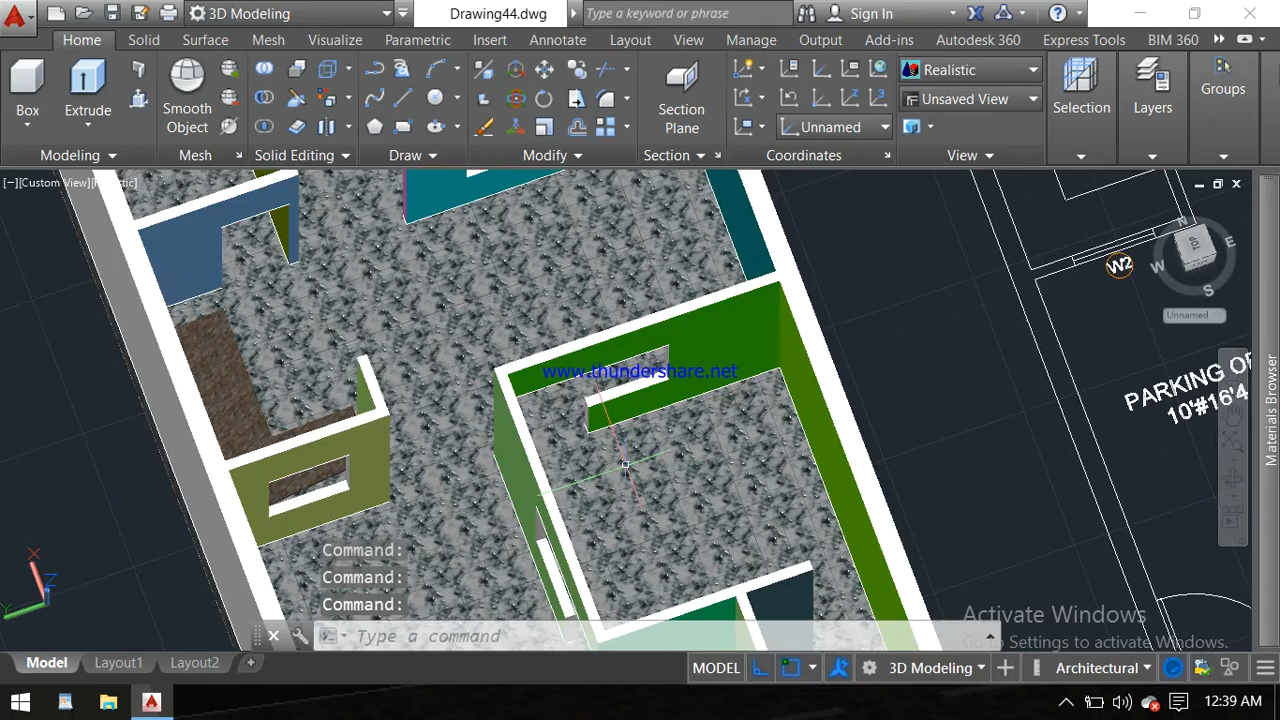 3D Modeling
Drawing44.dwg
Type a keyword or phrase
Sign In
Home Solid Surface Mesh Visualize Parametric Insert Annotate Layout View Manage Output Add-ins Autodesk 360 Express Tools BIM 360
Box
Extrude
Smooth
Object
Section
Plane
Realistic
Unsaved View
Unnamed
Selection
Layers
Groups
Modeling
Mesh
Solid Editing
Draw
Modify
Section
Coordinates
View
[−][Custom View][Realistic]
N
E
W
S
TOP
Unnamed
W2
PARKING OF
10'#16'4
www.thundershare.net
Materials Browser
X
Z
Y
Command:
Command:
Command:
Type a command
Activate Windows
Go to Settings to activate Windows.
Model Layout1 Layout2
MODEL
3D Modeling
Architectural
12:39 AM